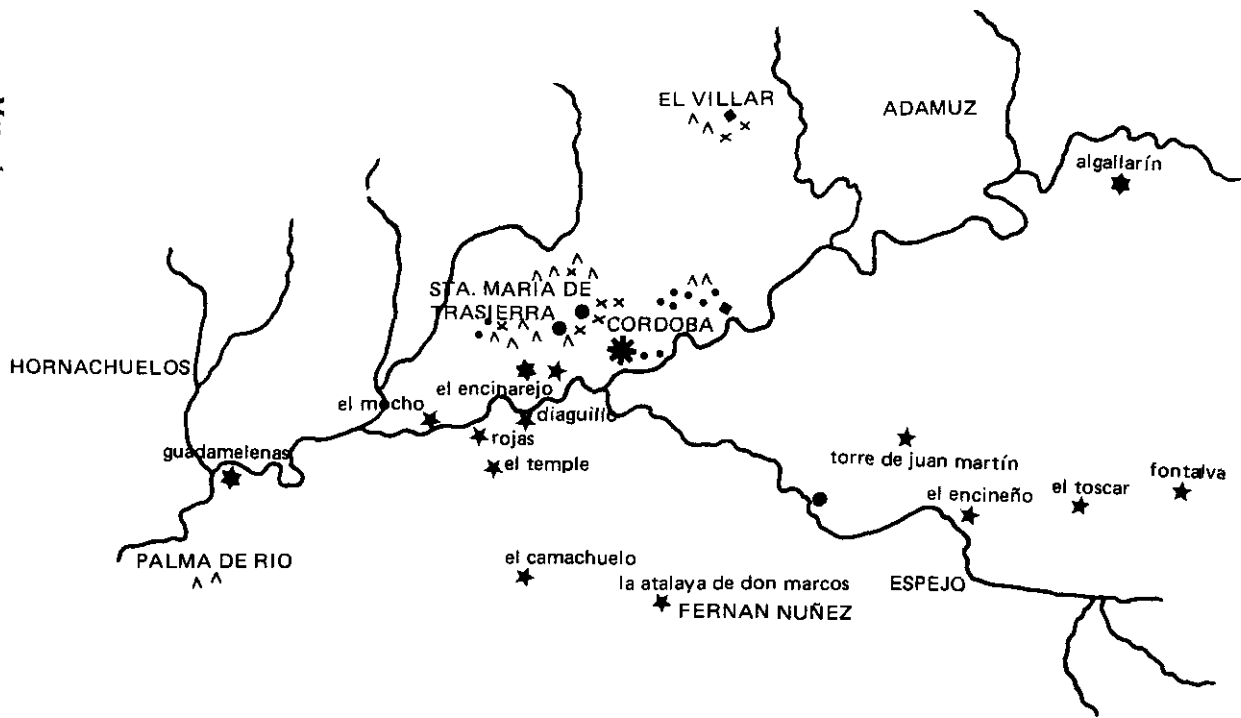 EL VILLAR
ADAMUZ
algallarín
STA. MARIA DE
TRASIERRA
CORDOBA
HORNACHUELOS
el encinarejo
el mocho
diaguillo
rojas
guadamelenas
el temple
torre de juan martín
fontalva
el toscar
el encineño
PALMA DE RIO
el camachuelo
la atalaya de don marcos
ESPEJO
FERNAN NUÑEZ